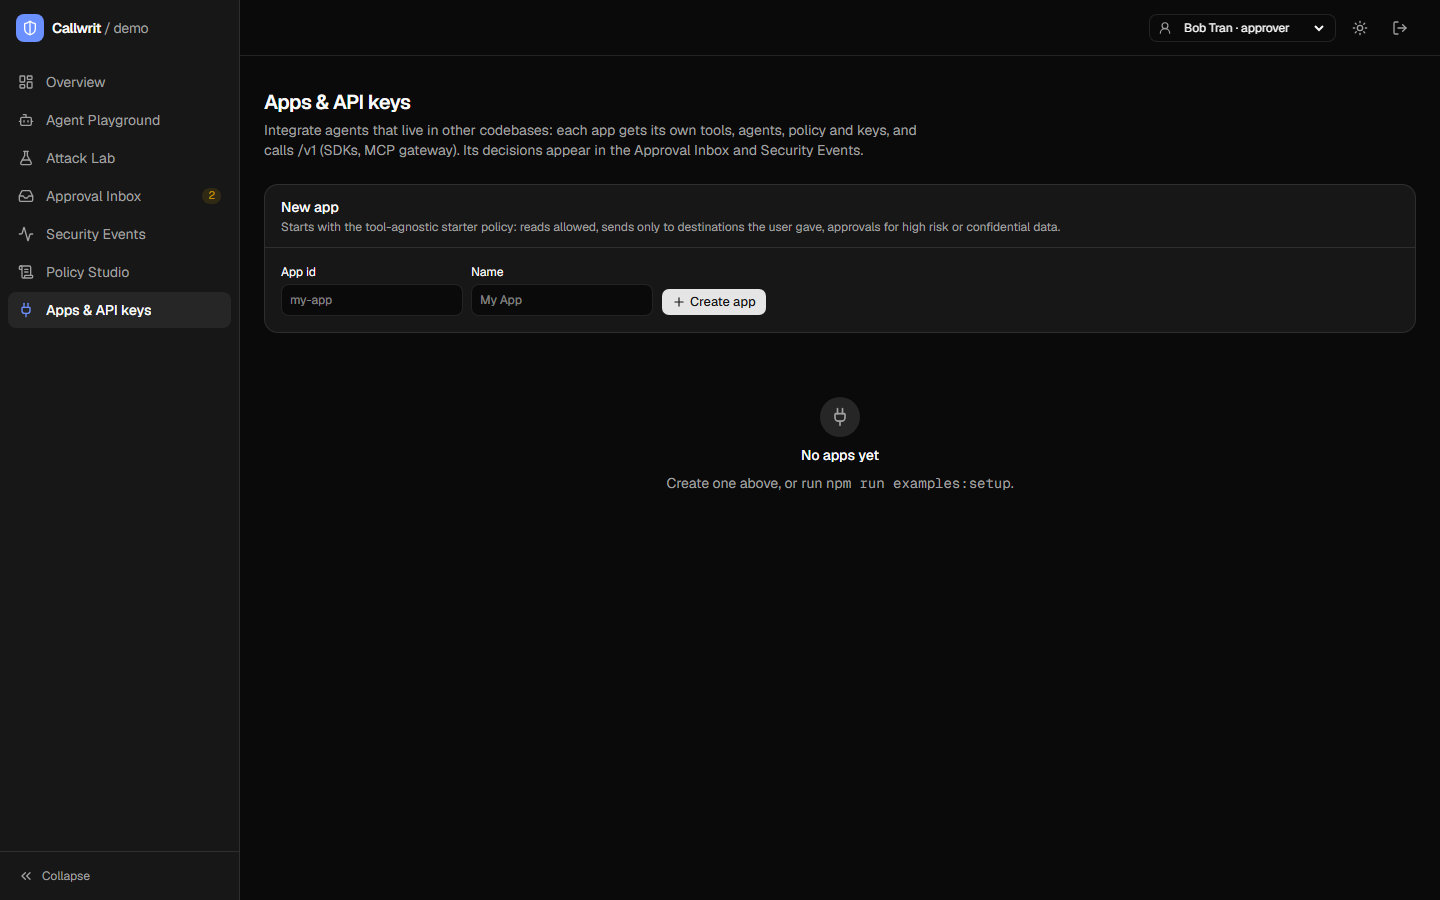 Callwrit / demo
Bob Tran · approver
Overview
Agent Playground
Attack Lab
Approval Inbox 2
Security Events
Policy Studio
Apps & API keys
Collapse
Apps & API keys
Integrate agents that live in other codebases: each app gets its own tools, agents, policy and keys, and
calls /v1 (SDKs, MCP gateway). Its decisions appear in the Approval Inbox and Security Events.
New app
Starts with the tool-agnostic starter policy: reads allowed, sends only to destinations the user gave, approvals for high risk or confidential data.
App id Name
my-app My App + Create app
No apps yet
Create one above, or run npm run examples:setup.